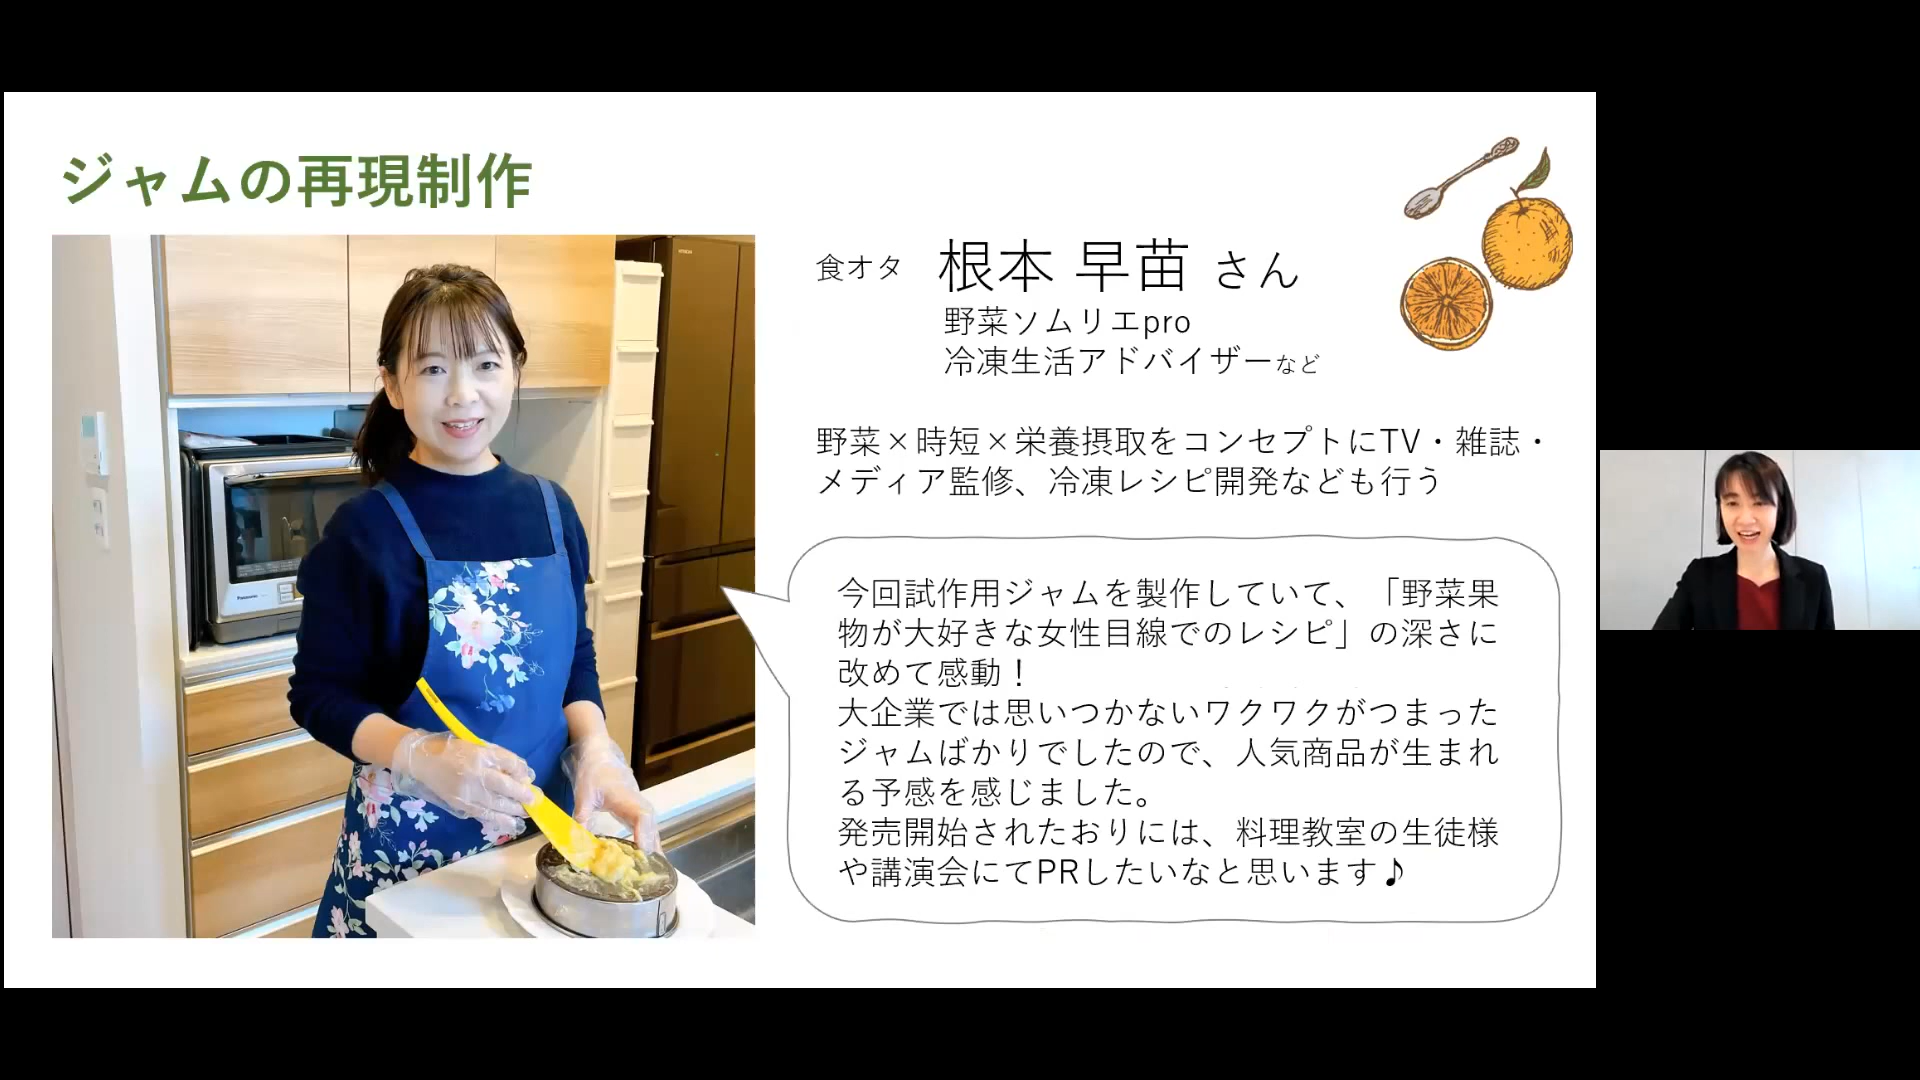 ジャムの再現制作
食オタ 根本 早苗 さん
野菜ソムリエpro
冷凍生活アドバイザーなど
野菜×時短×栄養摂取をコンセプトにTV・雑誌・
メディア監修、冷凍レシピ開発なども行う
今回試作用ジャムを製作していて、「野菜果
物が大好きな女性目線でのレシピ」の深さに
改めて感動！
大企業では思いつかないワクワクがつまった
ジャムばかりでしたので、人気商品が生まれ
る予感を感じました。
発売開始されたおりには、料理教室の生徒様
や講演会にてPRしたいなと思います♪